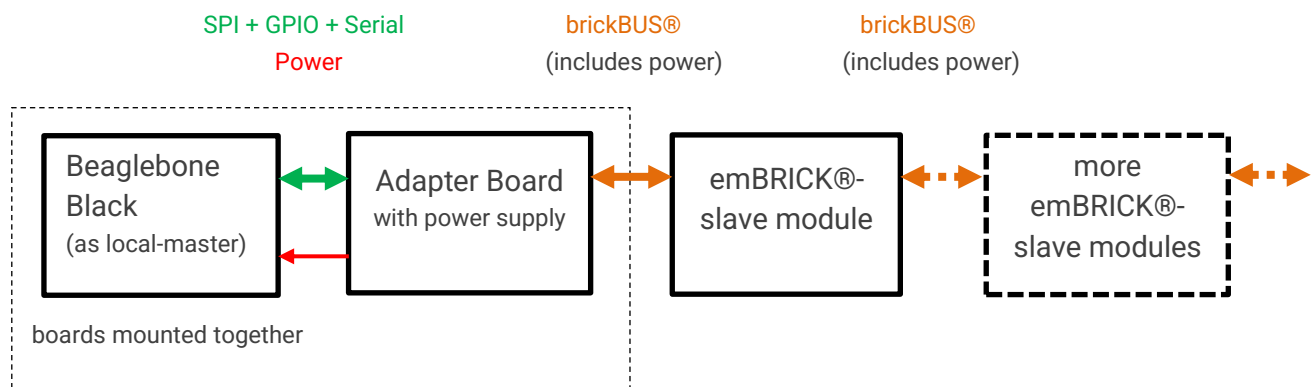 SPI + GPIO + Serial
Power
brickBUS®
(includes power)
brickBUS®
(includes power)
Beaglebone
Black
(as local-master)
Adapter Board
with power supply
emBRICK®-
slave module
more
emBRICK®-
slave modules
boards mounted together